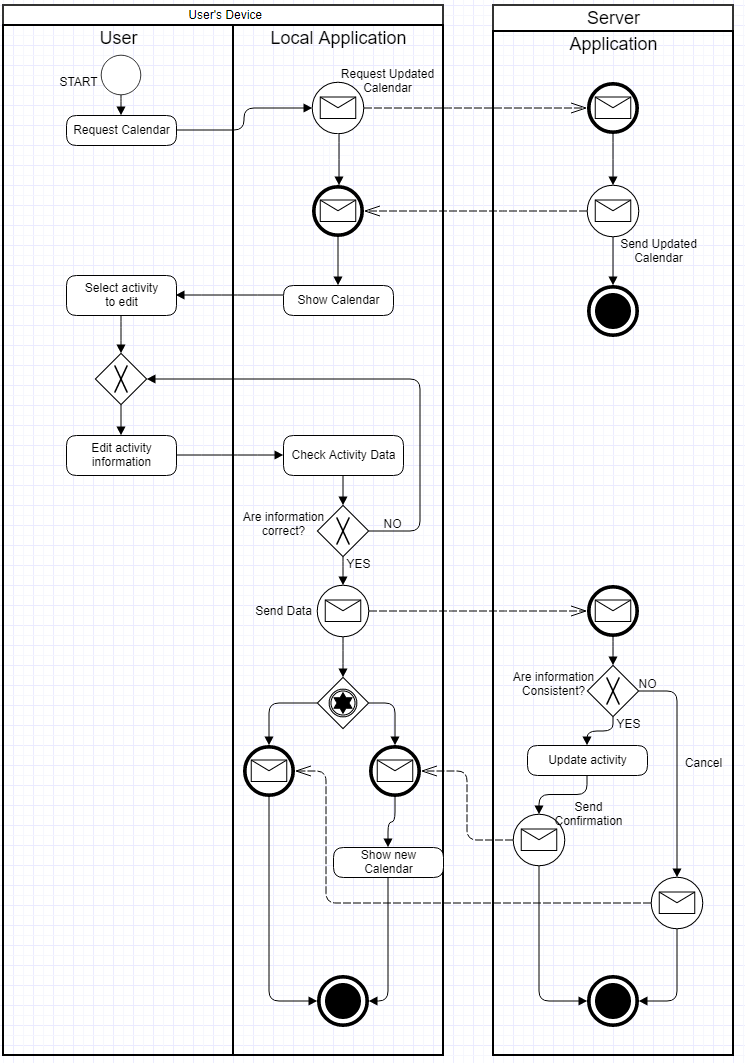 User's Device
Server
User
Local Application
Application
START
Request Updated
Calendar
Request Calendar
Send Updated
Calendar
Select activity
to edit
Show Calendar
Edit activity
information
Check Activity Data
Are information
correct?
NO
YES
Send Data
Are information
Consistent?
NO
YES
Update activity
Cancel
Send
Confirmation
Show new
Calendar